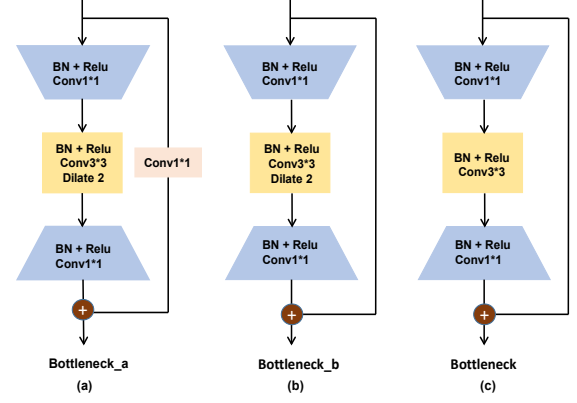 BN + Relu
Conv1*1
BN + Relu
Conv3*3
Dilate 2
Conv1*1
BN + Relu
Conv1*1
+
Bottleneck_a
(a)
BN + Relu
Conv1*1
BN + Relu
Conv3*3
Dilate 2
BN + Relu
Conv1*1
+
Bottleneck_b
(b)
BN + Relu
Conv1*1
BN + Relu
Conv3*3
BN + Relu
Conv1*1
+
Bottleneck
(c)